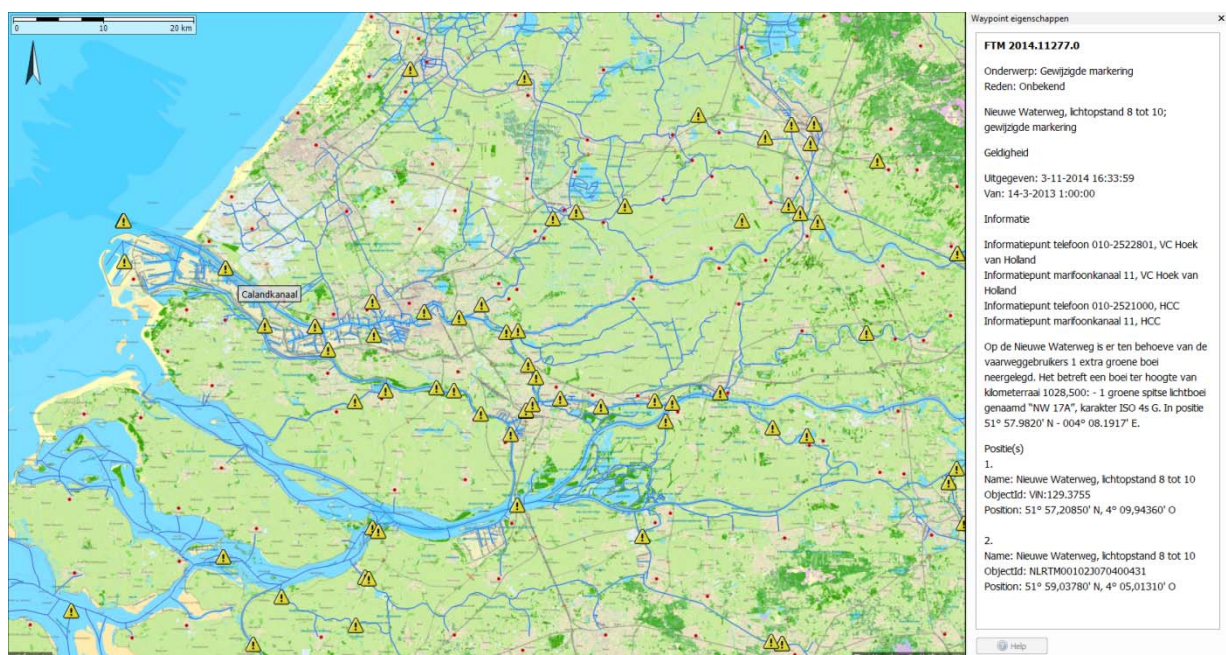 0 10 20 km
Calandkanaal
Waypoint eigenschappen
FTM 2014.11277.0
Onderwerp: Gewijzigde markering
Reden: Onbekend
Nieuwe Waterweg, lichtopstand 8 tot 10;
gewijzigde markering
Geldigheid
Uitgegeven: 3-11-2014 16:33:59
Van: 14-3-2013 1:00:00
Informatie
Informatiepunt telefoon 010-2522801, VC Hoek
van Holland
Informatiepunt marifoonkanaal 11, VC Hoek van
Holland
Informatiepunt telefoon 010-2521000, HCC
Informatiepunt marifoonkanaal 11, HCC
Op de Nieuwe Waterweg is er ten behoeve van de
vaarweggebruikers 1 extra groene boei
neergelegd. Het betreft een boei ter hoogte van
kilometerraai 1028,500: - 1 groene spitse lichtboei
genaamd "NW 17A", karakter ISO 4s G. In positie
51° 57.9820' N - 004° 08.1917' E.
Positie(s)
1.
Name: Nieuwe Waterweg, lichtopstand 8 tot 10
ObjectId: VIN:129.3755
Position: 51° 57,20850' N, 4° 09,94360' O
2.
Name: Nieuwe Waterweg, lichtopstand 8 tot 10
ObjectId: NLRTM00102J070400431
Position: 51° 59,03780' N, 4° 05,01310' O
Help